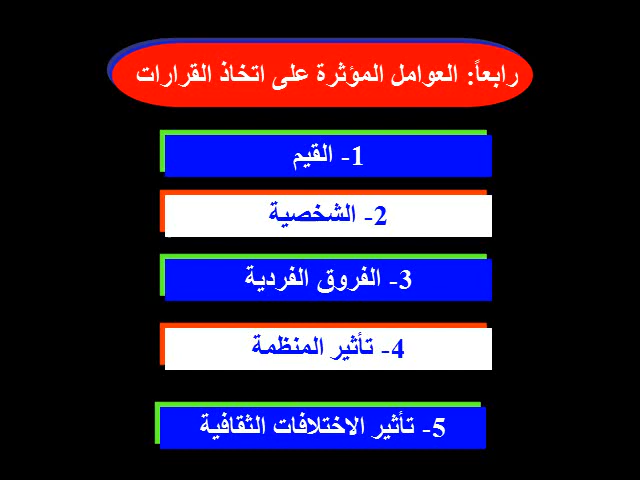 رابعاً: العوامل المؤثرة على اتخاذ القرارات
1- القيم
2- الشخصية
3- الفروق الفردية
4- تأثير المنظمة
5- تأثير الاختلافات الثقافية